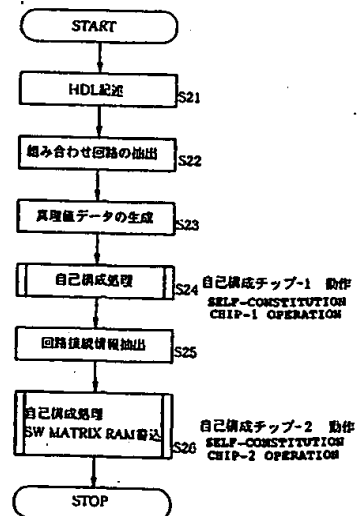 START
HDL記述
S21
組み合わせ回路の抽出
S22
真理値データの生成
S23
自己構成処理
S24
自己構成チップ-1 動作
SELF-CONSTITUTION
CHIP-1 OPERATION
回路接続情報抽出
S25
自己構成処理
SW MATRIX RAM書込
S26
自己構成チップ-2 動作
SELF-CONSTITUTION
CHIP-2 OPERATION
STOP